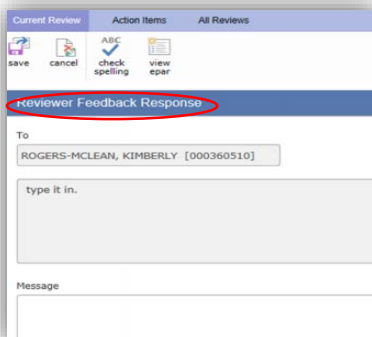 Current Review Action Items All Reviews
ABC
save cancel check spelling view epar
Reviewer Feedback Response
To
ROGERS-MCLEAN, KIMBERLY [000360510]
type it in.
Message